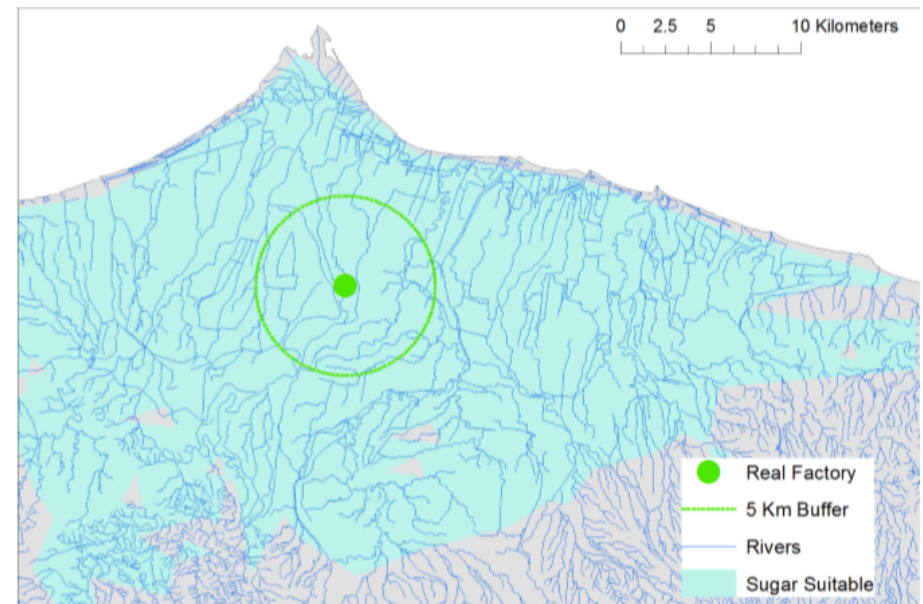 0 2.5 5 10 Kilometers
Real Factory
5 Km Buffer
Rivers
Sugar Suitable